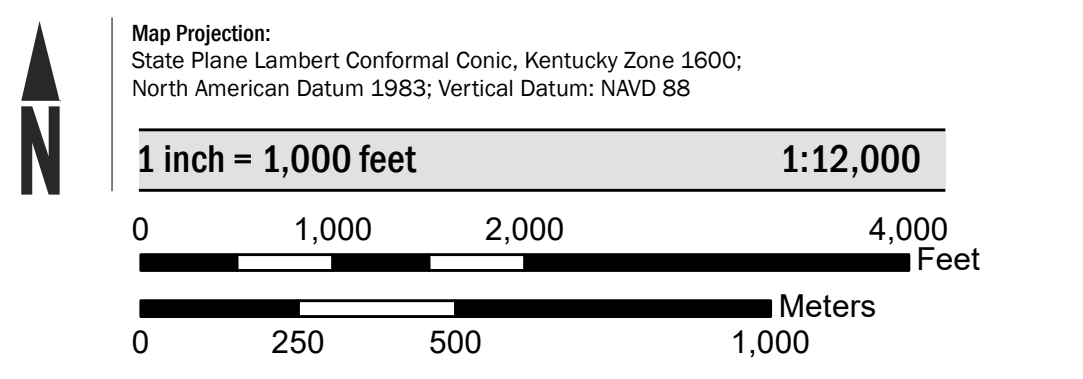 N
Map Projection:
State Plane Lambert Conformal Conic, Kentucky Zone 1600;
North American Datum 1983; Vertical Datum: NAVD 88
1 inch = 1,000 feet 1:12,000
0 1,000 2,000 4,000
Feet
Meters
0 250 500 1,000